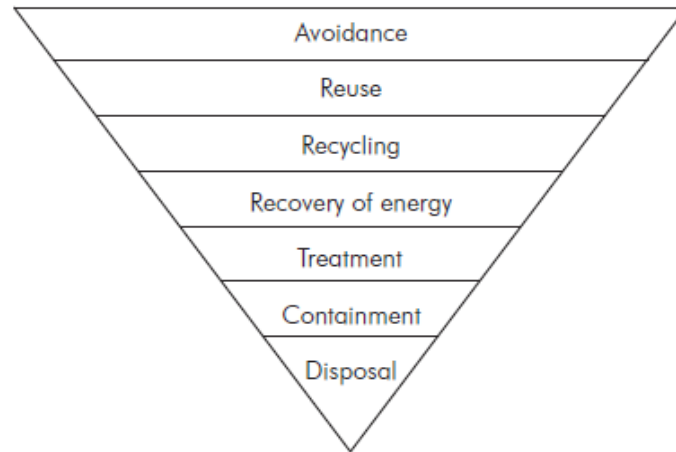 Avoidance
Reuse
Recycling
Recovery of energy
Treatment
Containment
Disposal